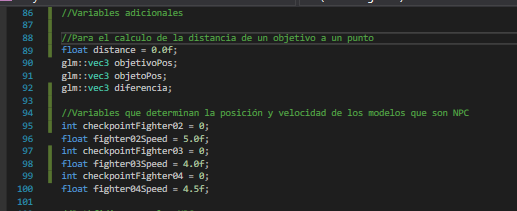 86 //Variables adicionales
87
88 //Para el calculo de la distancia de un objetivo a un punto
89 float distance = 0.0f;
90 glm::vec3 objetivoPos;
91 glm::vec3 objetoPos;
92 glm::vec3 diferencia;
93
94 //Variables que determinan la posición y velocidad de los modelos que son NPC
95 int checkpointFighter02 = 0;
96 float fighter02Speed = 5.0f;
97 int checkpointFighter03 = 0;
98 float fighter03Speed = 4.0f;
99 int checkpointFighter04 = 0;
100 float fighter04Speed = 4.5f;
101